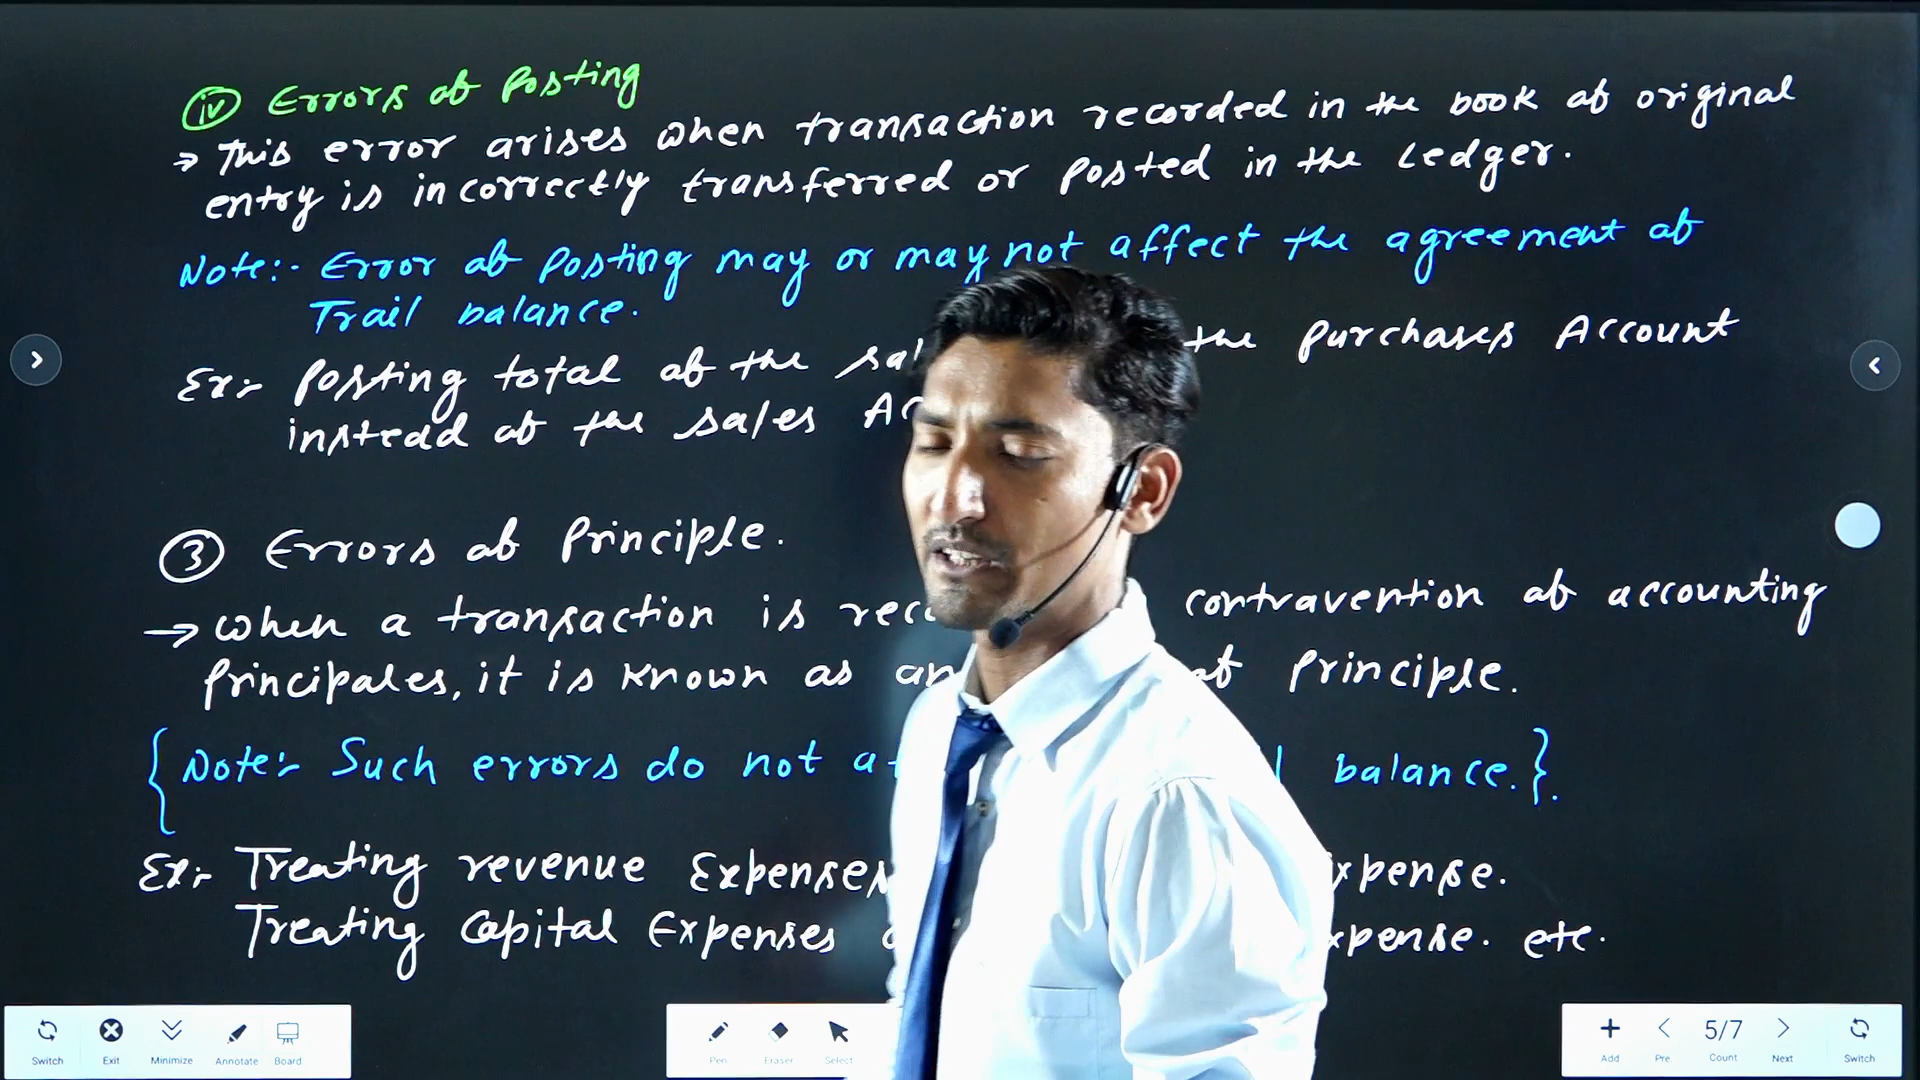 iv Errors of Posting
→ This error arises when transaction recorded in the book of original
entry is incorrectly transferred or posted in the Ledger.
Note:- Error of posting may or may not affect the agreement of
Trail balance.
Ex:- Posting total of the the Purchases Account
instead of the sales
3 Errors of Principle.
→ When a transaction is contravention of accounting
Principales, it is known as an of Principle.
{Note:- Such errors do not balance.}.
Ex:- Treating revenue Expenses
Treating Capital Expenses etc.
Switch Exit Minimize Annotate Board Pen Eraser Select + Add < Pre 5/7 Count > Next Switch